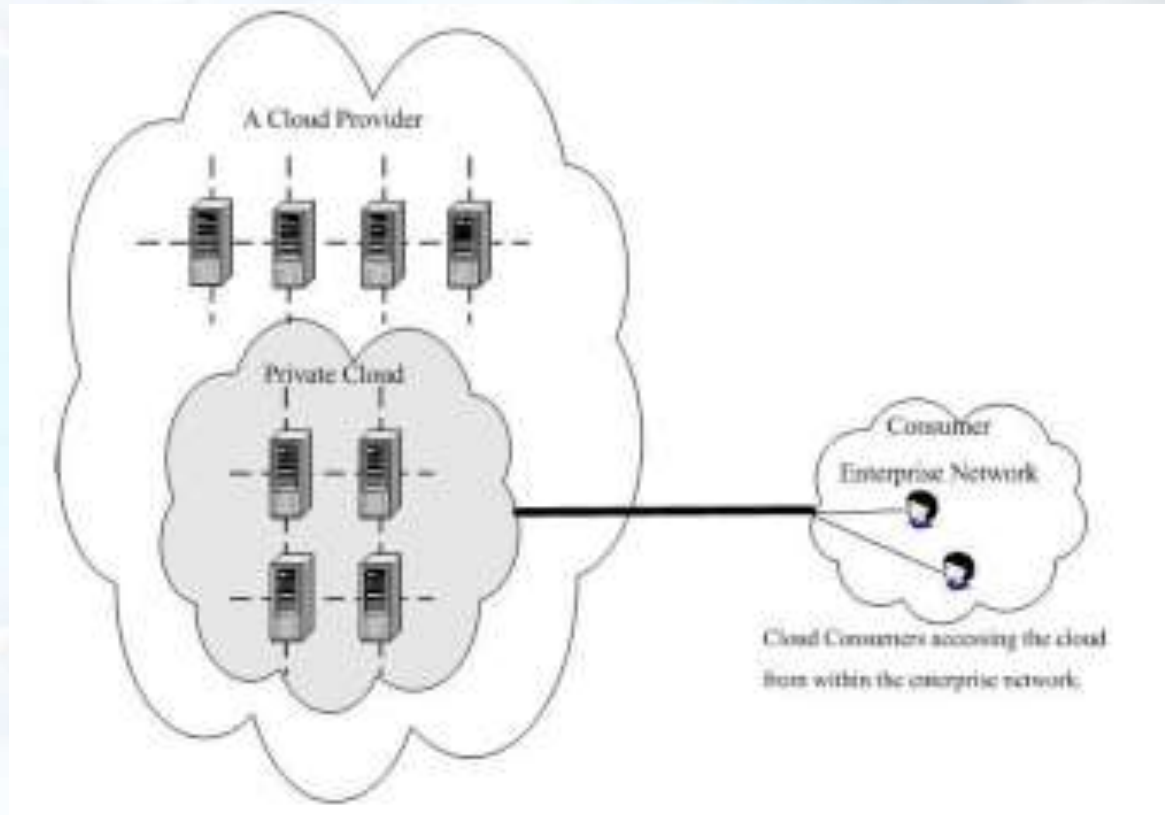 A Cloud Provider
Private Cloud
Consumer
Enterprise Network
Cloud Consumers accessing the cloud
from within the enterprise network.